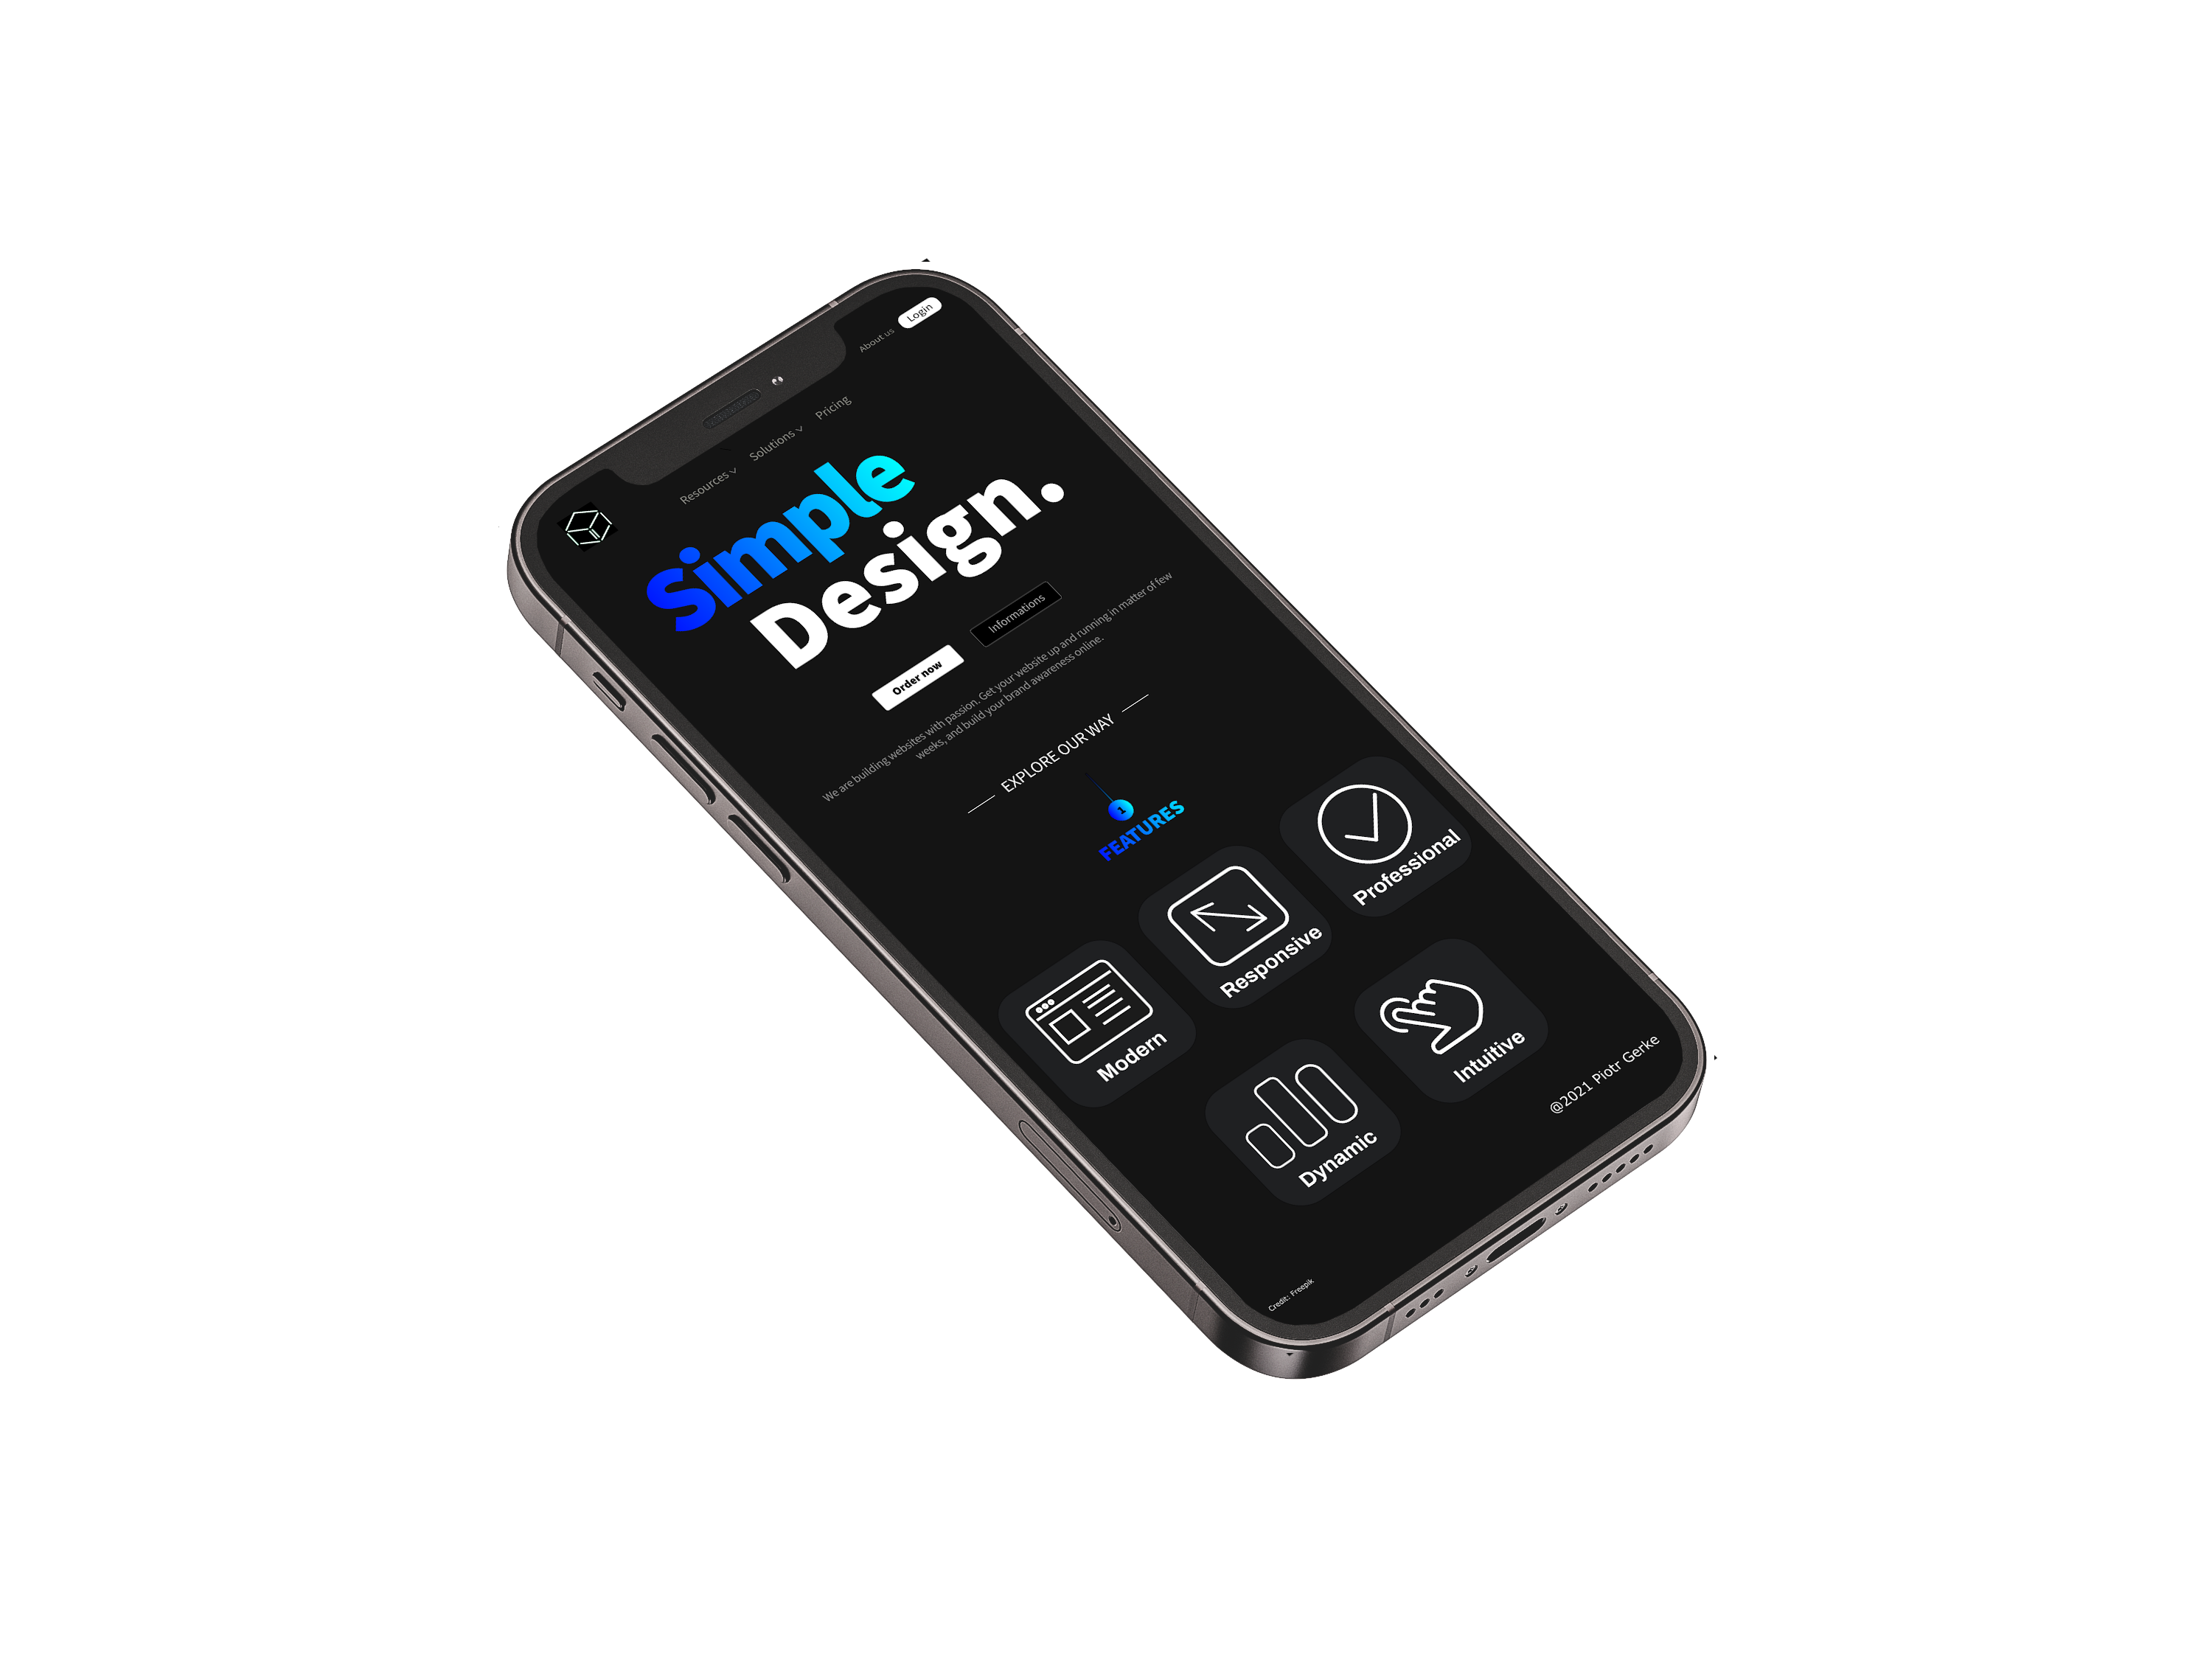 Resources
Solutions
Pricing
About us
Login
Simple
Design.
Order now
Informations
We are building websites with passion. Get your website up and running in matter of few
weeks, and build your brand awareness online.
EXPLORE OUR WAY
1
FEATURES
Modern
Responsive
Professional
Dynamic
Intuitive
@2021 Piotr Gerke
Credit: Freepik